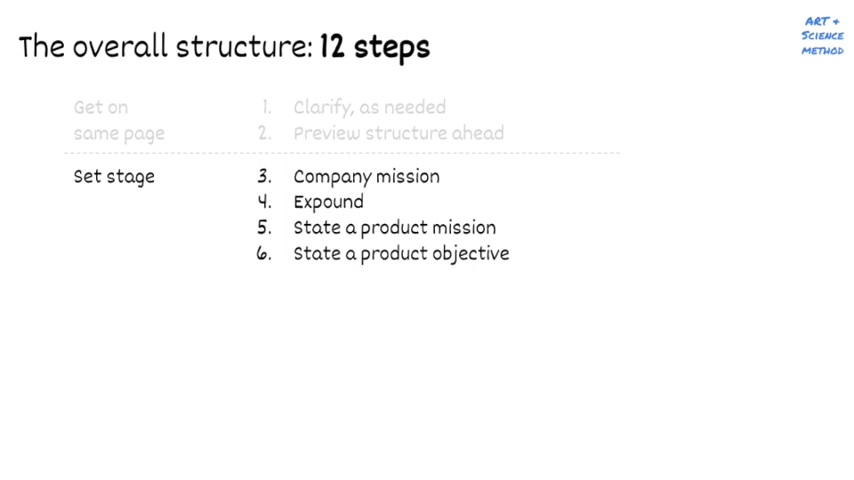 ART +
SCIENCE
METHOD
The overall structure: 12 steps
Get on
same page
1. Clarify, as needed
2. Preview structure ahead
Set stage
3. Company mission
4. Expound
5. State a product mission
6. State a product objective